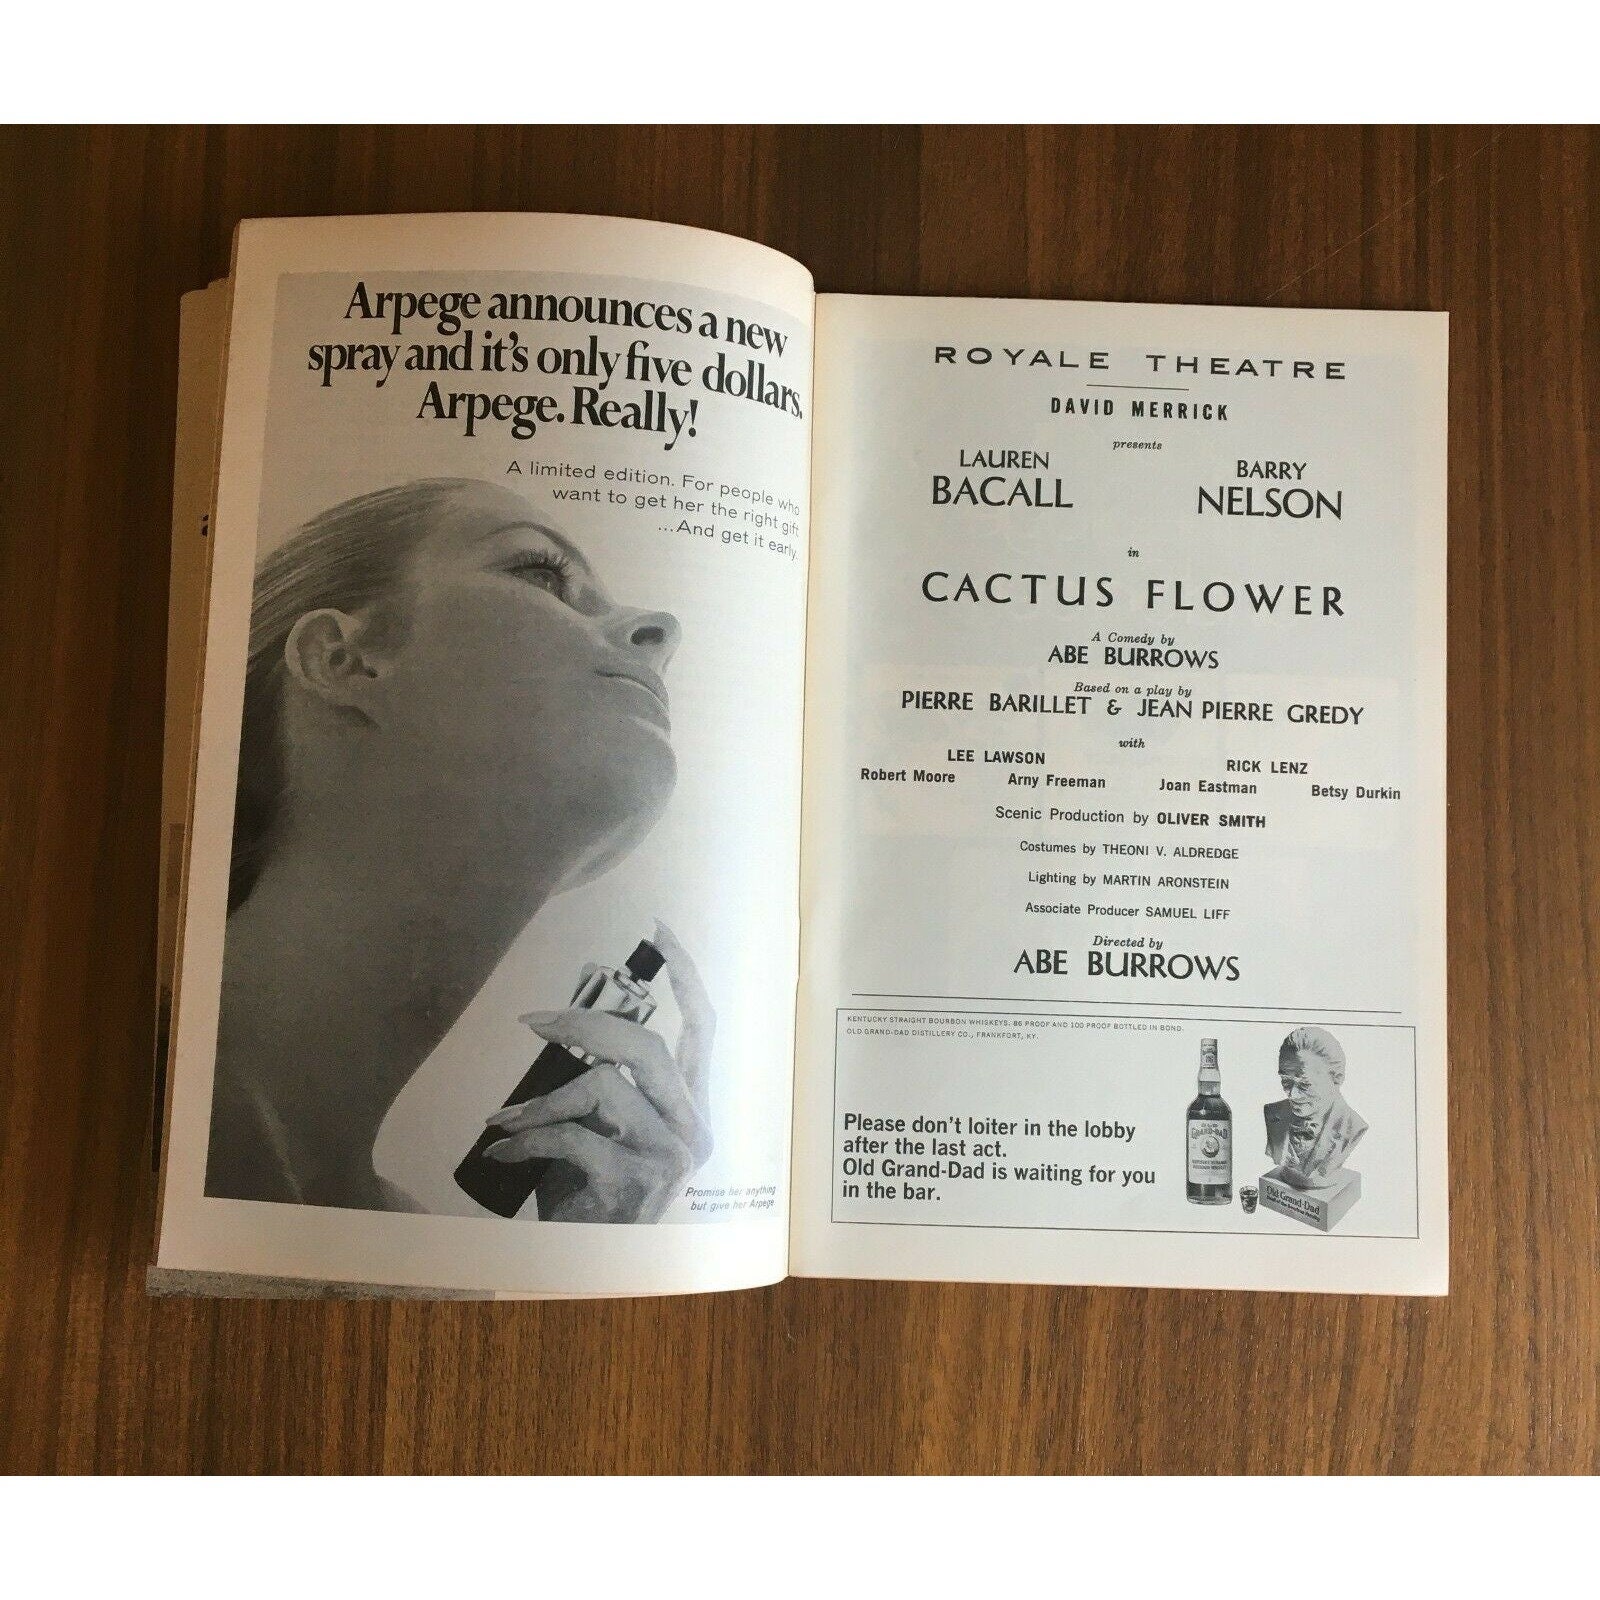 Arpege announces a new
spray and it's only five dollars.
Arpege. Really!
A limited edition. For people who
want to get her the right gift
...And get it early.
Promise her anything
but give her Arpege
ROYALE THEATRE
DAVID MERRICK
presents
LAUREN BACALL
BARRY NELSON
in
CACTUS FLOWER
A Comedy by
ABE BURROWS
Based on a play by
PIERRE BARILLET & JEAN PIERRE GREDY
with
LEE LAWSON RICK LENZ
Robert Moore Arny Freeman Joan Eastman Betsy Durkin
Scenic Production by OLIVER SMITH
Costumes by THEONI V. ALDREDGE
Lighting by MARTIN ARONSTEIN
Associate Producer SAMUEL LIFF
Directed by
ABE BURROWS
KENTUCKY STRAIGHT BOURBON WHISKEYS: 86 PROOF AND 100 PROOF BOTTLED IN BOND.
OLD GRAND-DAD DISTILLERY CO., FRANKFORT, KY.
Please don't loiter in the lobby
after the last act.
Old Grand-Dad is waiting for you
in the bar.
OLD
GRAND-DAD
Old Grand-Dad